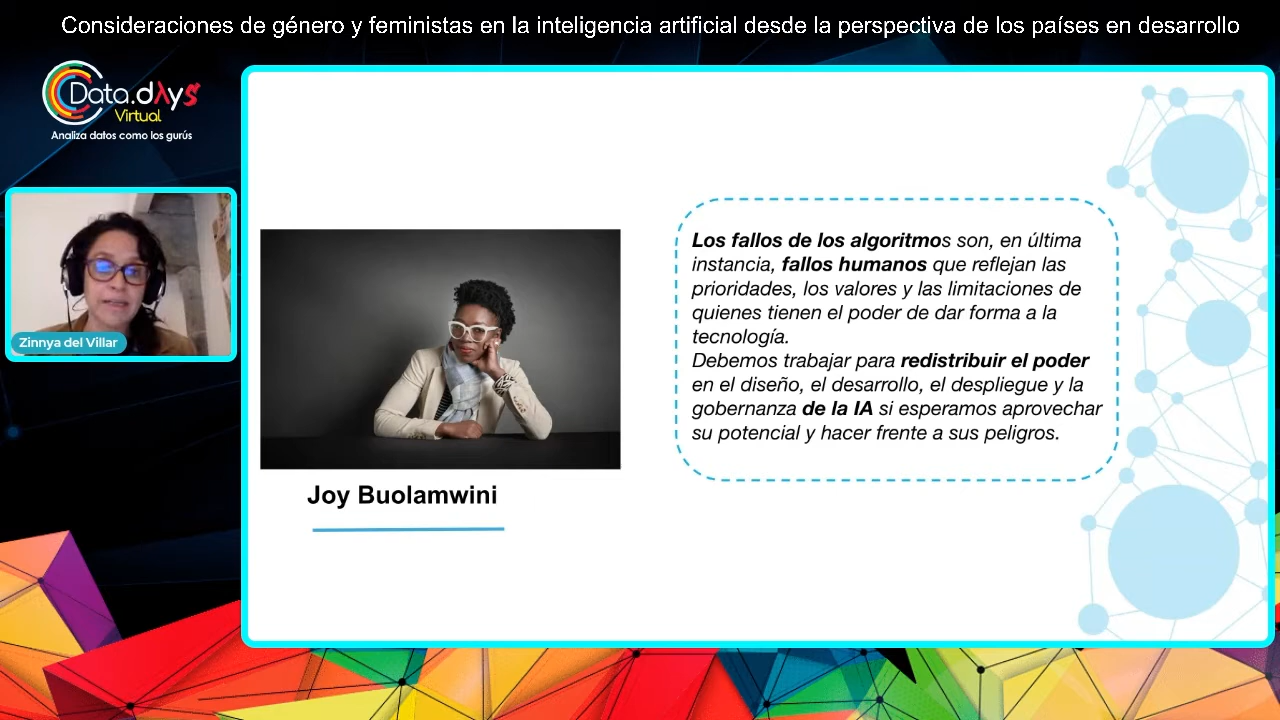 Consideraciones de género y feministas en la inteligencia artificial desde la perspectiva de los países en desarrollo
Data.dAys
Virtual
Analiza datos como los gurús
Zinnya del Villar
Joy Buolamwini
Los fallos de los algoritmos son, en última
instancia, fallos humanos que reflejan las
prioridades, los valores y las limitaciones de
quienes tienen el poder de dar forma a la
tecnología.
Debemos trabajar para redistribuir el poder
en el diseño, el desarrollo, el despliegue y la
gobernanza de la IA si esperamos aprovechar
su potencial y hacer frente a sus peligros.